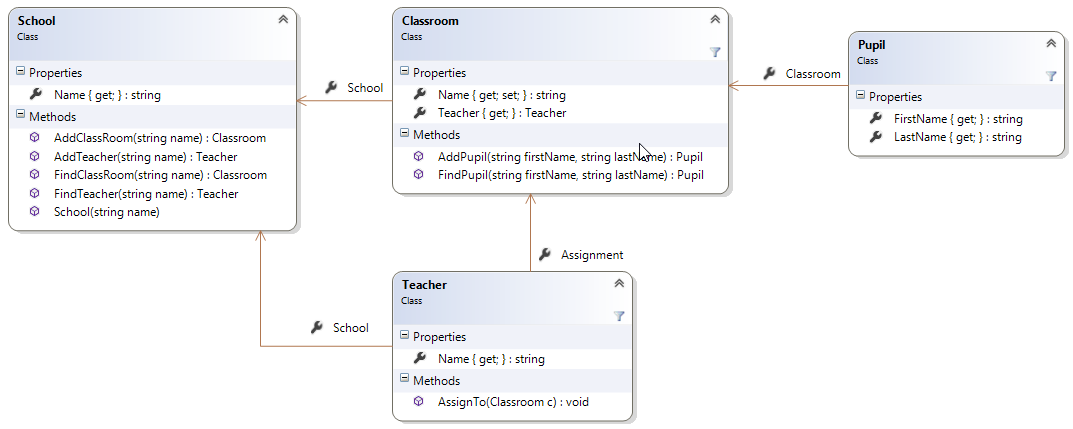 School
Class
Properties
Name { get; } : string
Methods
AddClassRoom(string name) : Classroom
AddTeacher(string name) : Teacher
FindClassRoom(string name) : Classroom
FindTeacher(string name) : Teacher
School(string name)
School
Classroom
Class
Properties
Name { get; set; } : string
Teacher { get; } : Teacher
Methods
AddPupil(string firstName, string lastName) : Pupil
FindPupil(string firstName, string lastName) : Pupil
Classroom
Pupil
Class
Properties
FirstName { get; } : string
LastName { get; } : string
Assignment
School
Teacher
Class
Properties
Name { get; } : string
Methods
AssignTo(Classroom c) : void